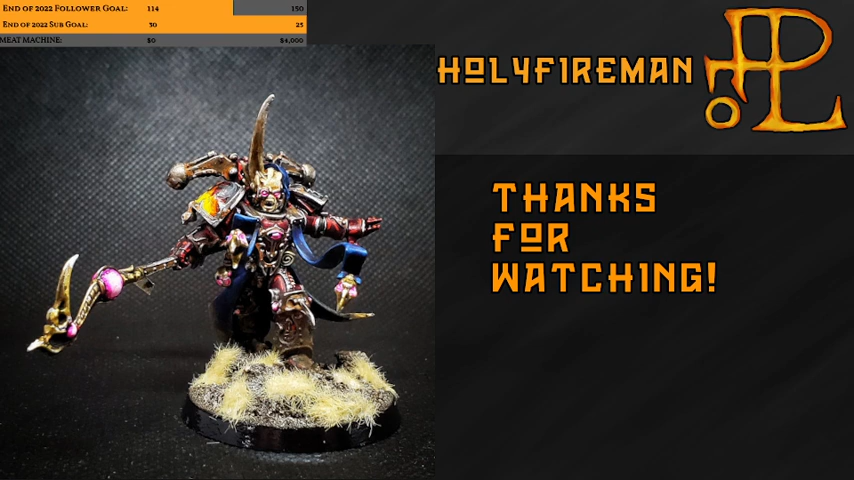 End of 2022 Follower Goal: 114 150
End of 2022 Sub Goal: 30 25
Meat Machine: $0 $4,000
HOLYFIREMAN
THANKS
FOR
WATCHING!